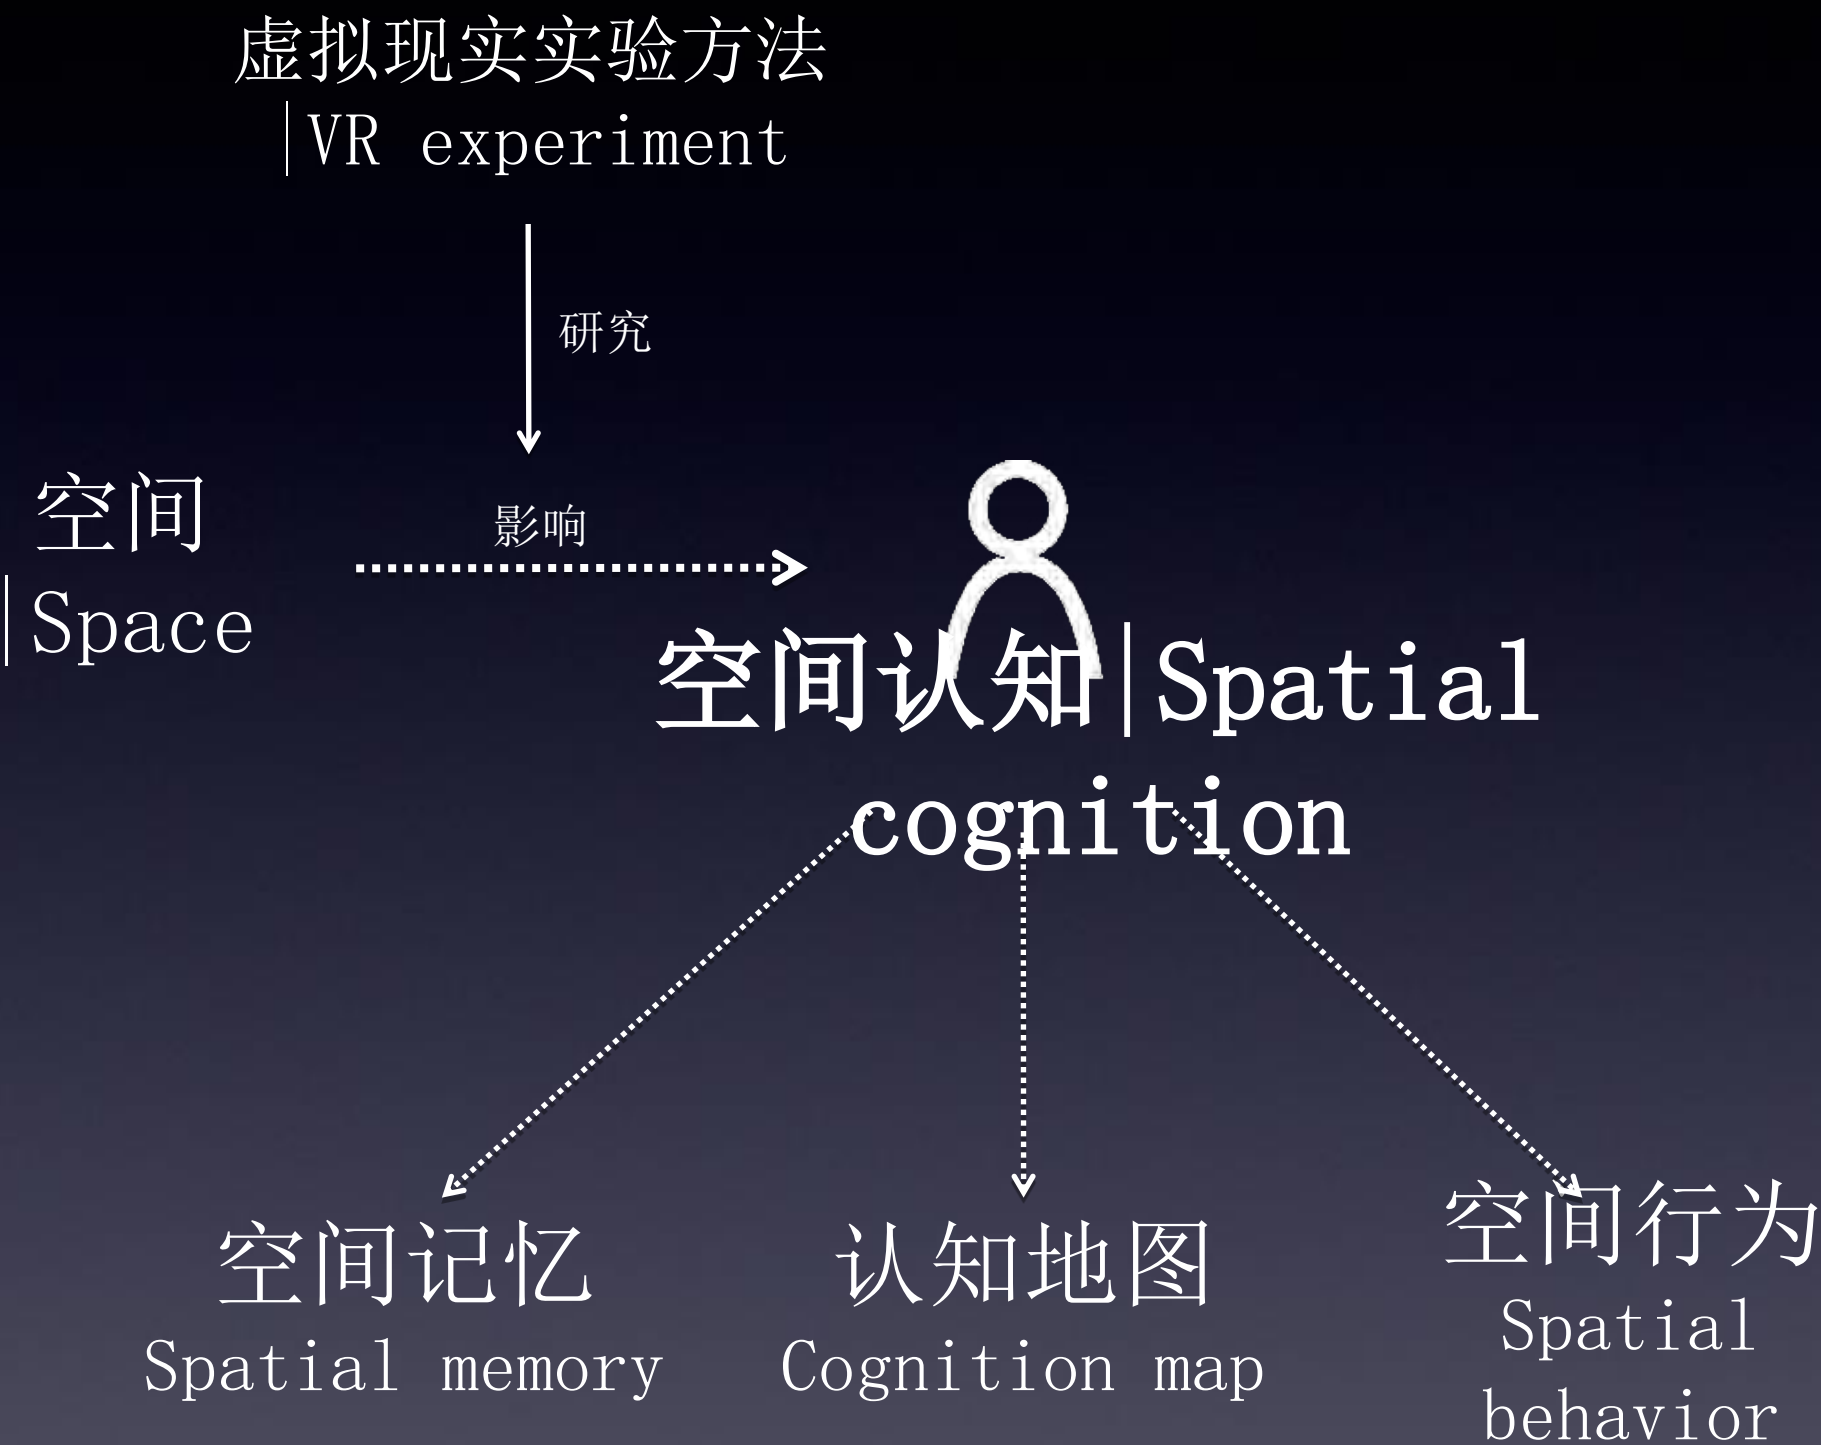 虚拟现实实验方法
|VR experiment
研究
空间
|Space
影响
空间认知|Spatial
cognition
空间记忆
Spatial memory
认知地图
Cognition map
空间行为
Spatial
behavior